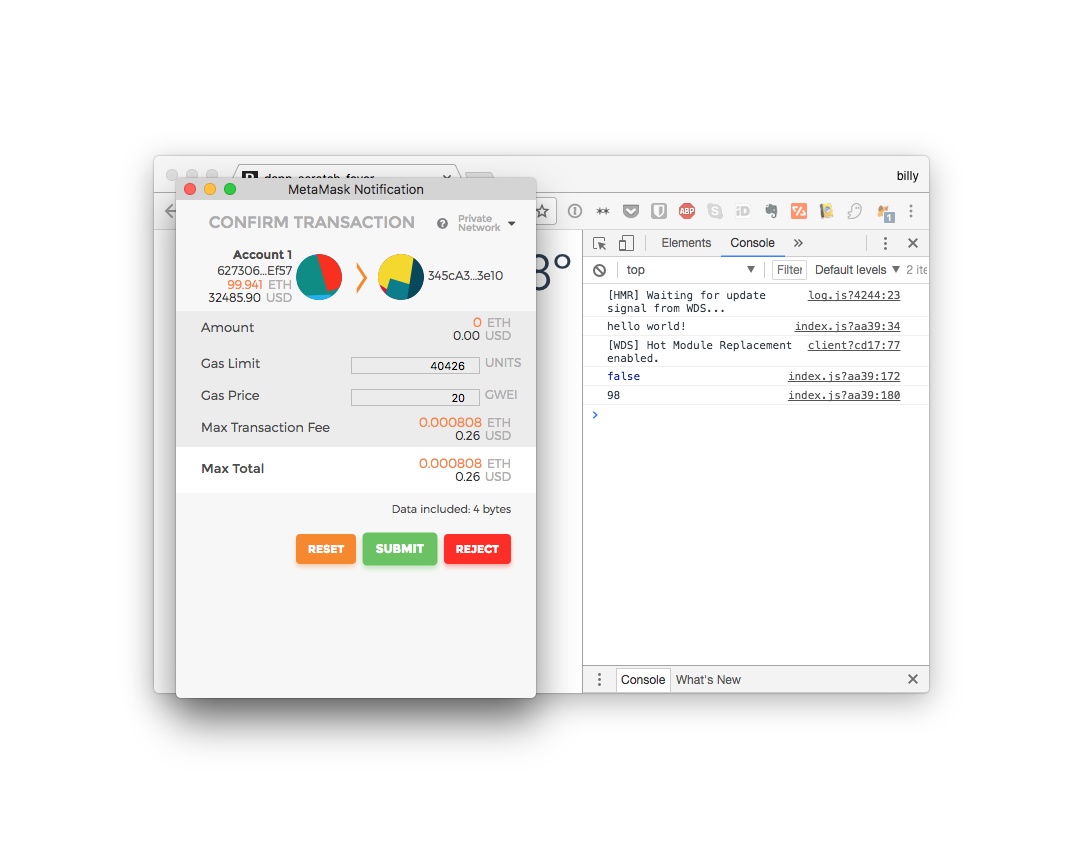 billy
MetaMask Notification
CONFIRM TRANSACTION
Private
Network
Account 1
627306...Ef57
99.941 ETH
32485.90 USD
345cA3...3e10
Amount
0 ETH
0.00 USD
Gas Limit
40426 UNITS
Gas Price
20 GWEI
Max Transaction Fee
0.000808 ETH
0.26 USD
Max Total
0.000808 ETH
0.26 USD
Data included: 4 bytes
RESET SUBMIT REJECT
ABP
iD
1
8°
Elements Console »
top Filter Default levels 2 ite
[HMR] Waiting for update log.js?4244:23
signal from WDS...
hello world! index.js?aa39:34
[WDS] Hot Module Replacement client?cd17:77
enabled.
false index.js?aa39:172
98 index.js?aa39:180
Console What's New